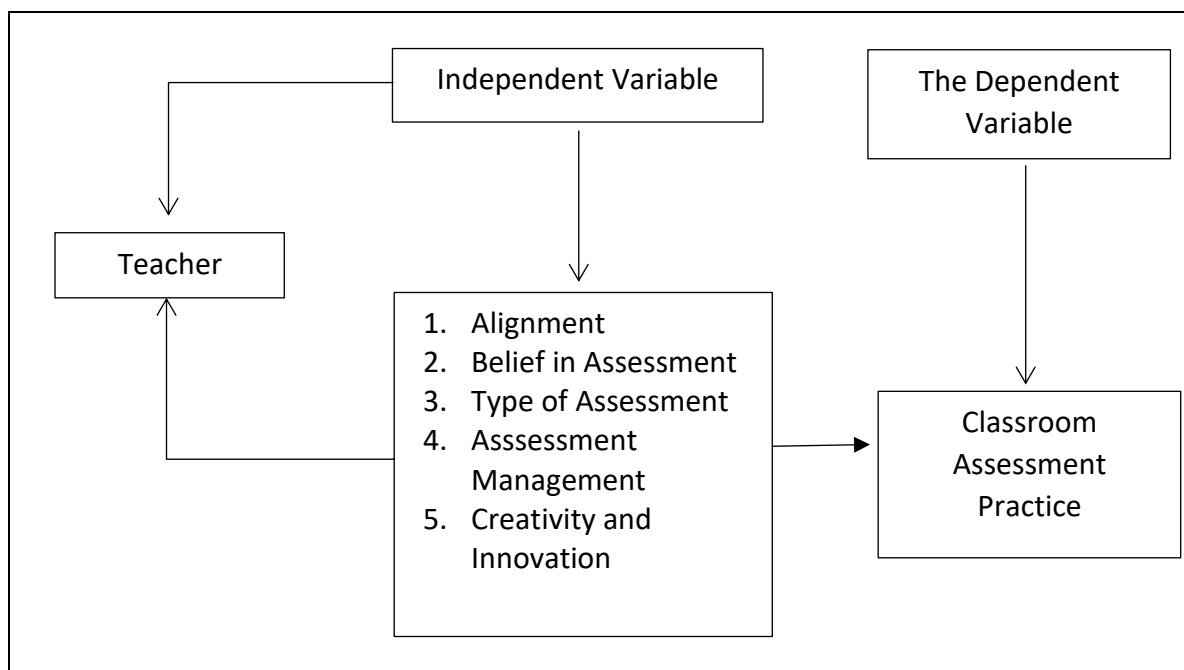 Independent Variable
The Dependent
Variable
Teacher
1. Alignment
2. Belief in Assessment
3. Type of Assessment
4. Asssessment
Management
5. Creativity and
Innovation
Classroom
Assessment
Practice